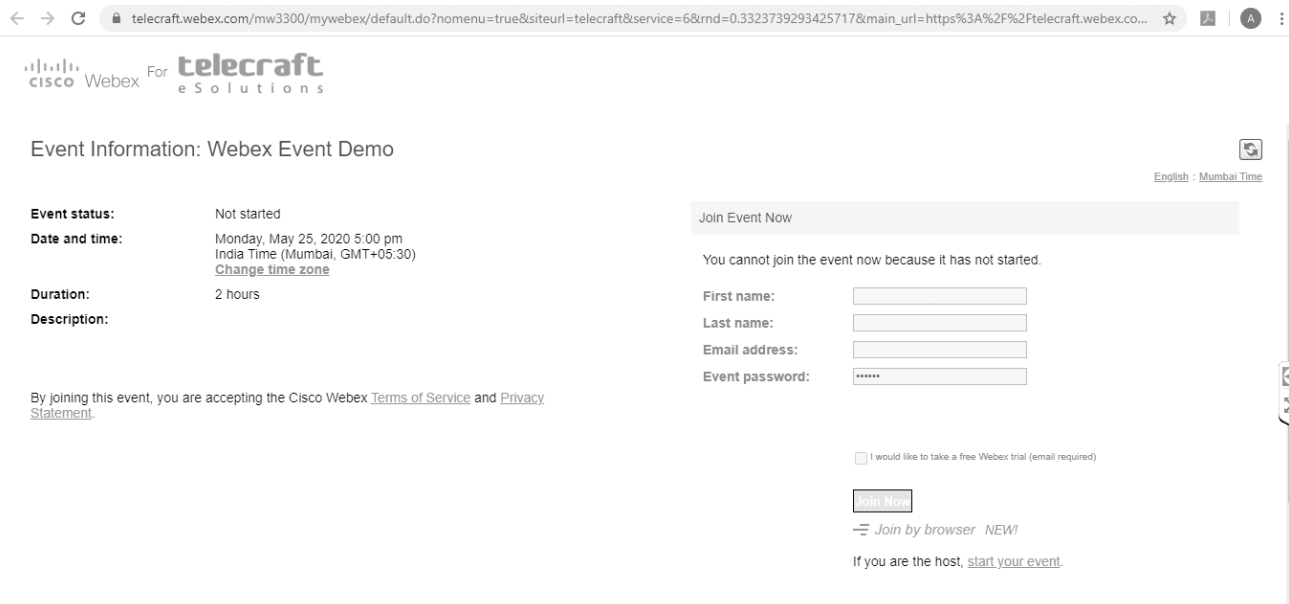 telecraft.webex.com/mw3300/mywebex/default.do?nomenu=true&siteurl=telecraft&service=6&rnd=0.3323739293425717&main_url=https%3A%2F%2Ftelecraft.webex.co...
A
CISCO Webex For telecraft
eSolutions
Event Information: Webex Event Demo
English : Mumbai Time
Event status: Not started
Date and time: Monday, May 25, 2020 5:00 pm
India Time (Mumbai, GMT+05:30)
Change time zone
Duration: 2 hours
Description:
By joining this event, you are accepting the Cisco Webex Terms of Service and Privacy
Statement.
Join Event Now
You cannot join the event now because it has not started.
First name:
Last name:
Email address:
Event password: ••••••
I would like to take a free Webex trial (email required)
Join Now
Join by browser NEW!
If you are the host, start your event.